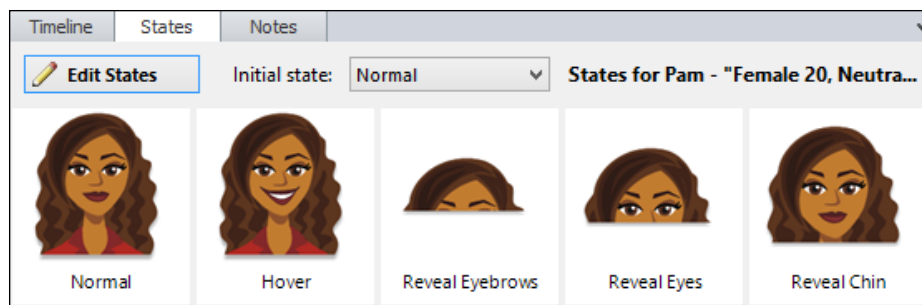 Timeline States Notes
Edit States Initial state: Normal States for Pam - "Female 20, Neutra...
Normal Hover Reveal Eyebrows Reveal Eyes Reveal Chin